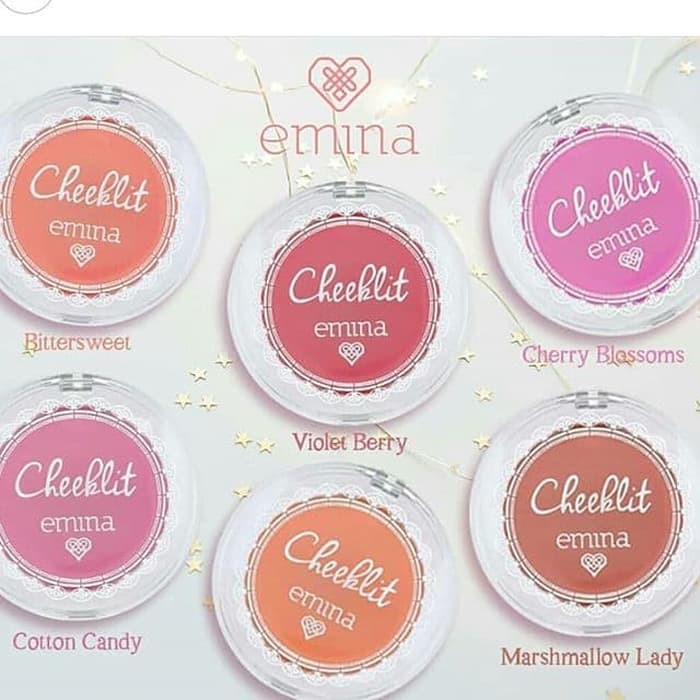 emina
Cheeklit
emina
Bittersweet
Cheeklit
emina
Violet Berry
Cheeklit
emina
Cherry Blossoms
Cheeklit
emina
Cotton Candy
Cheeklit
emina
Cheeklit
emina
Marshmallow Lady